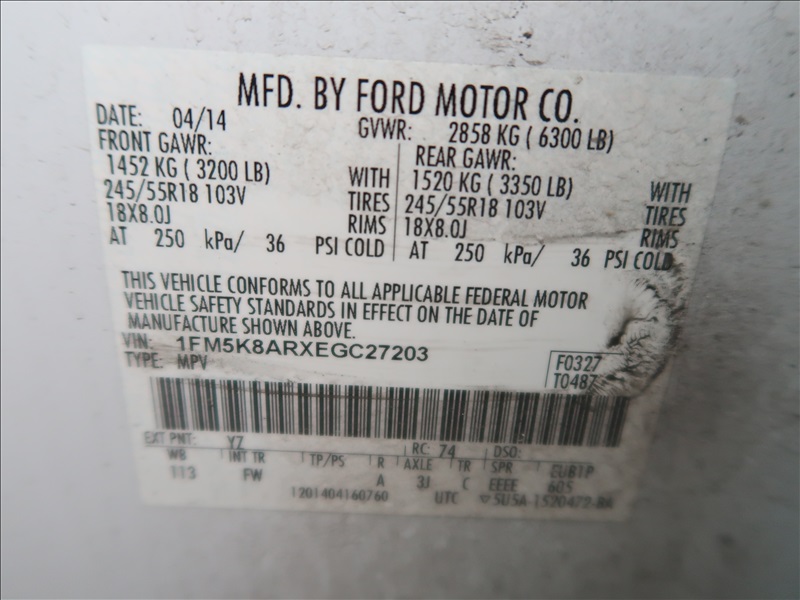 MFD. BY FORD MOTOR CO.
DATE: 04/14 GVWR: 2858 KG ( 6300 LB)
FRONT GAWR: REAR GAWR:
1452 KG ( 3200 LB) WITH 1520 KG ( 3350 LB) WITH
245/55R18 103V TIRES 245/55R18 103V TIRES
18X8.0J RIMS 18X8.0J RIMS
AT 250 kPa/ 36 PSI COLD AT 250 kPa/ 36 PSI COLD
THIS VEHICLE CONFORMS TO ALL APPLICABLE FEDERAL MOTOR
VEHICLE SAFETY STANDARDS IN EFFECT ON THE DATE OF
MANUFACTURE SHOWN ABOVE.
VIN: 1FM5K8ARXEGC27203 F0327
TYPE: MPV T0487
EXT PNT: YZ RC: 74 DSO:
WB INT TR TP/PS R AXLE TR SPR
113 FW A 3J C EEEE 605
1201404160760 UTC